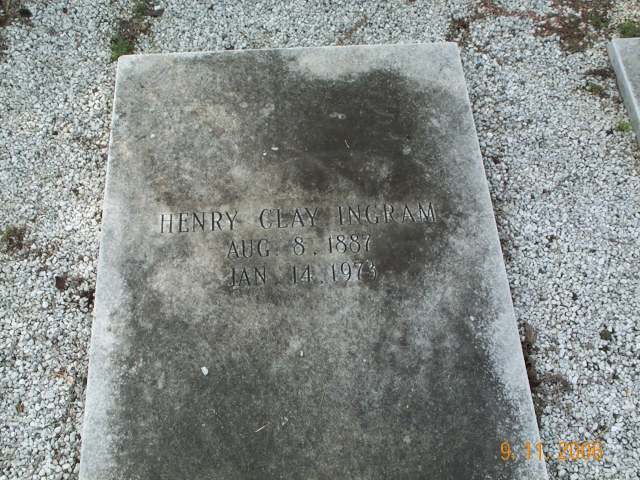 HENRY CLAY INGRAM
AUG. 8. 1887
JAN. 14. 1973
9.11.2006